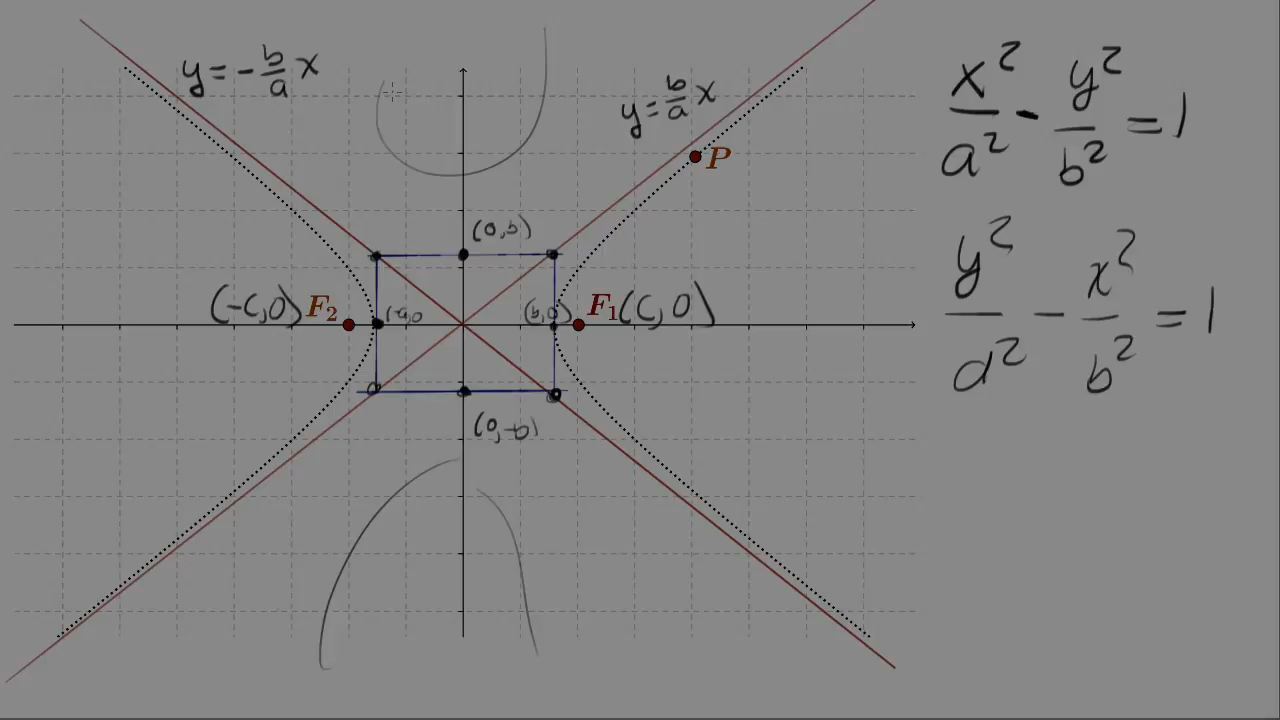 y = -b/a x
y = b/a x
P
(0,b)
(-c,0) F₂
(-a,0
(b,0)
F₁ (c,0)
(0,-b)
x²/a² - y²/b² = 1
y²/a² - x²/b² = 1